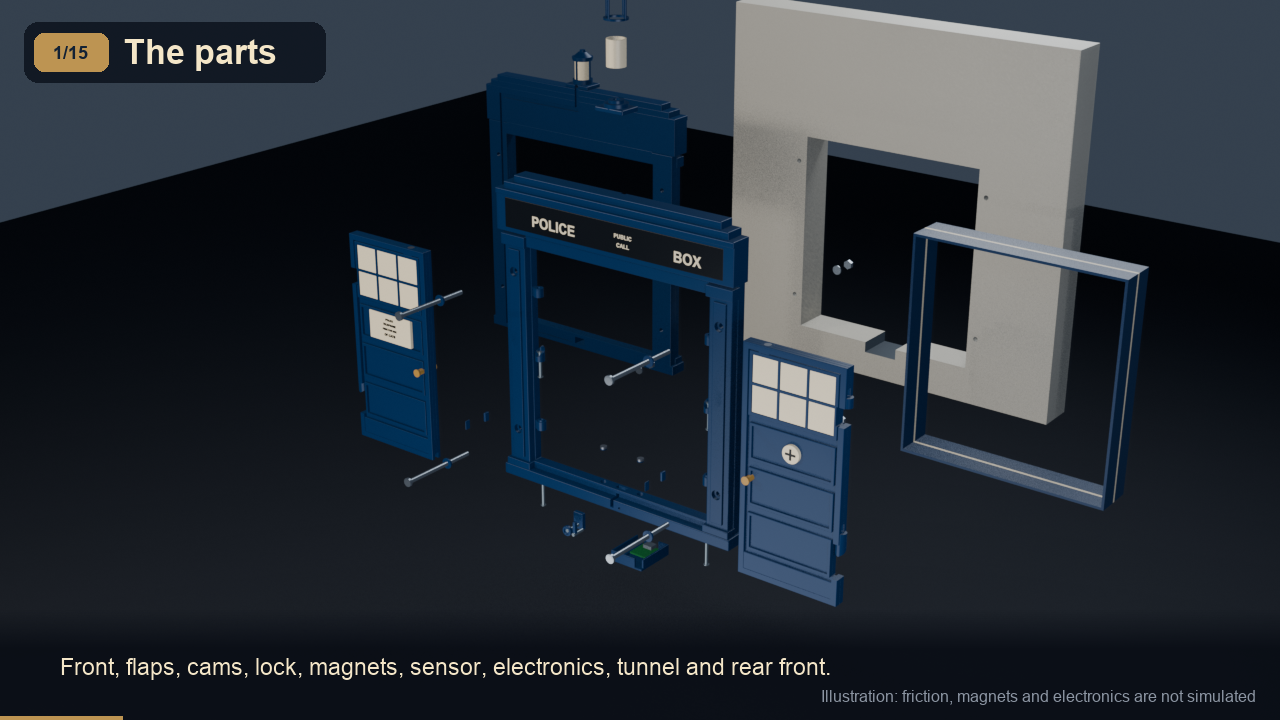 1/15 The parts
POLICE PUBLIC CALL BOX
Front, flaps, cams, lock, magnets, sensor, electronics, tunnel and rear front.
Illustration: friction, magnets and electronics are not simulated